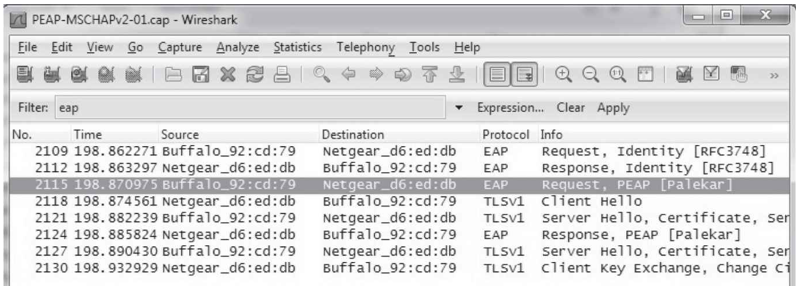 PEAP-MSCHAPv2-01.cap - Wireshark
File Edit View Go Capture Analyze Statistics Telephony Tools Help
Filter: eap Expression... Clear Apply
No. Time Source Destination Protocol Info
2109 198.862271 Buffalo_92:cd:79 Netgear_d6:ed:db EAP Request, Identity [RFC3748]
2112 198.863297 Netgear_d6:ed:db Buffalo_92:cd:79 EAP Response, Identity [RFC3748]
2115 198.870975 Buffalo_92:cd:79 Netgear_d6:ed:db EAP Request, PEAP [Palekar]
2118 198.874561 Netgear_d6:ed:db Buffalo_92:cd:79 TLSv1 Client Hello
2121 198.882239 Buffalo_92:cd:79 Netgear_d6:ed:db TLSv1 Server Hello, Certificate, Ser
2124 198.885824 Netgear_d6:ed:db Buffalo_92:cd:79 EAP Response, PEAP [Palekar]
2127 198.890430 Buffalo_92:cd:79 Netgear_d6:ed:db TLSv1 Server Hello, Certificate, Ser
2130 198.932929 Netgear_d6:ed:db Buffalo_92:cd:79 TLSv1 Client Key Exchange, Change Ci